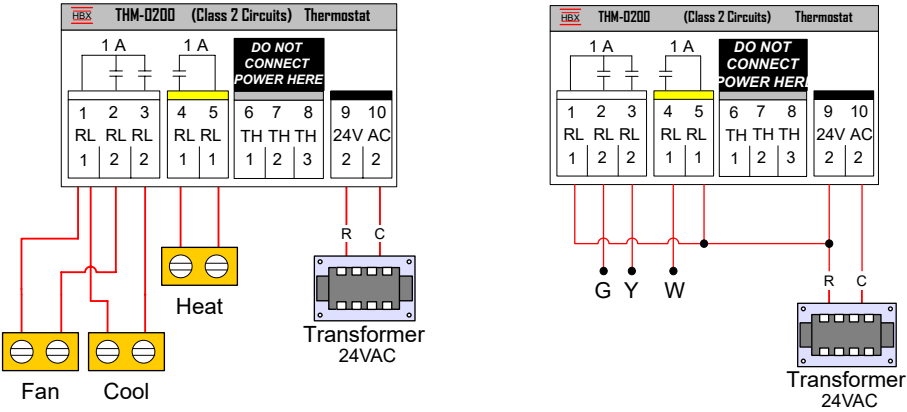 HBX THM-0200 (Class 2 Circuits) Thermostat
1 A 1 A DO NOT
CONNECT
POWER HERE
1 2 3 4 5 6 7 8 9 10
RL RL RL RL RL TH TH TH 24V AC
1 2 2 1 1 1 2 3 2 2
R C
Heat
Transformer
24VAC
Fan Cool
HBX THM-0200 (Class 2 Circuits) Thermostat
1 A 1 A DO NOT
CONNECT
POWER HERE
1 2 3 4 5 6 7 8 9 10
RL RL RL RL RL TH TH TH 24V AC
1 2 2 1 1 1 2 3 2 2
G Y W
R C
Transformer
24VAC